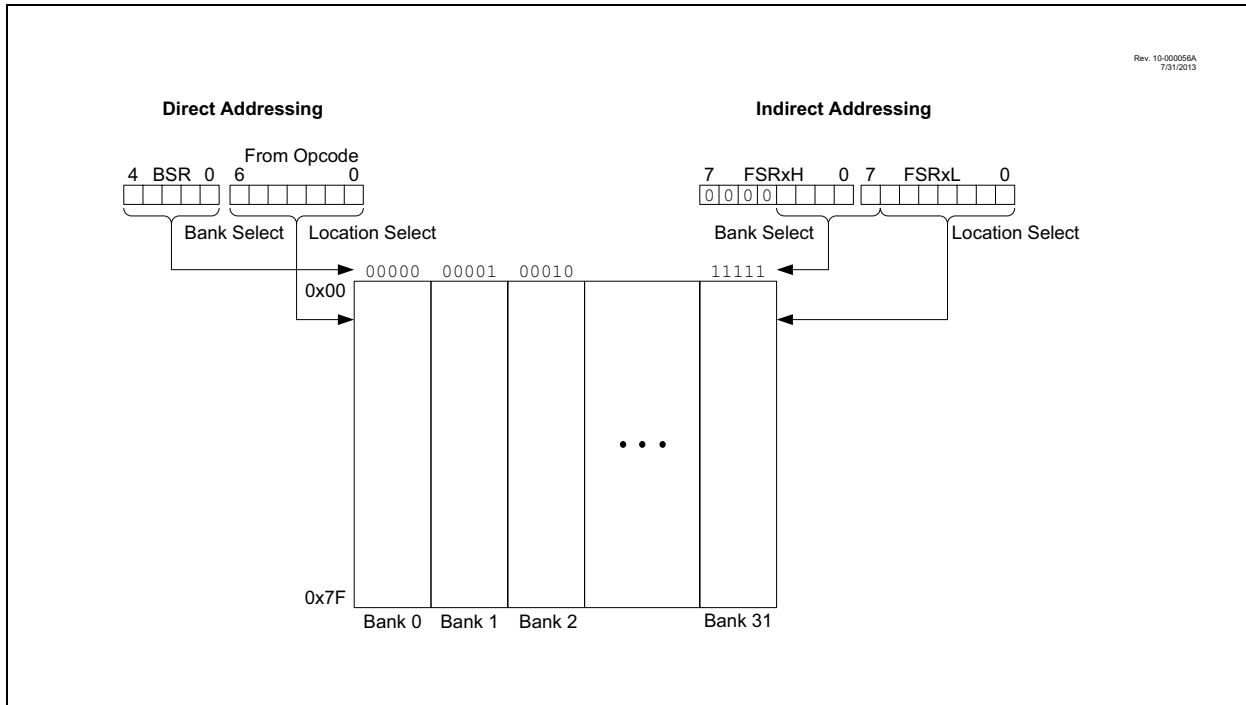 Rev. 10-000056A
7/31/2013
Direct Addressing
Indirect Addressing
From Opcode
4 BSR 0 6 0
7 FSRxH 0 7 FSRxL 0
0 0 0 0
Bank Select Location Select
Bank Select Location Select
00000 00001 00010 11111
0x00
• • •
0x7F
Bank 0 Bank 1 Bank 2 Bank 31